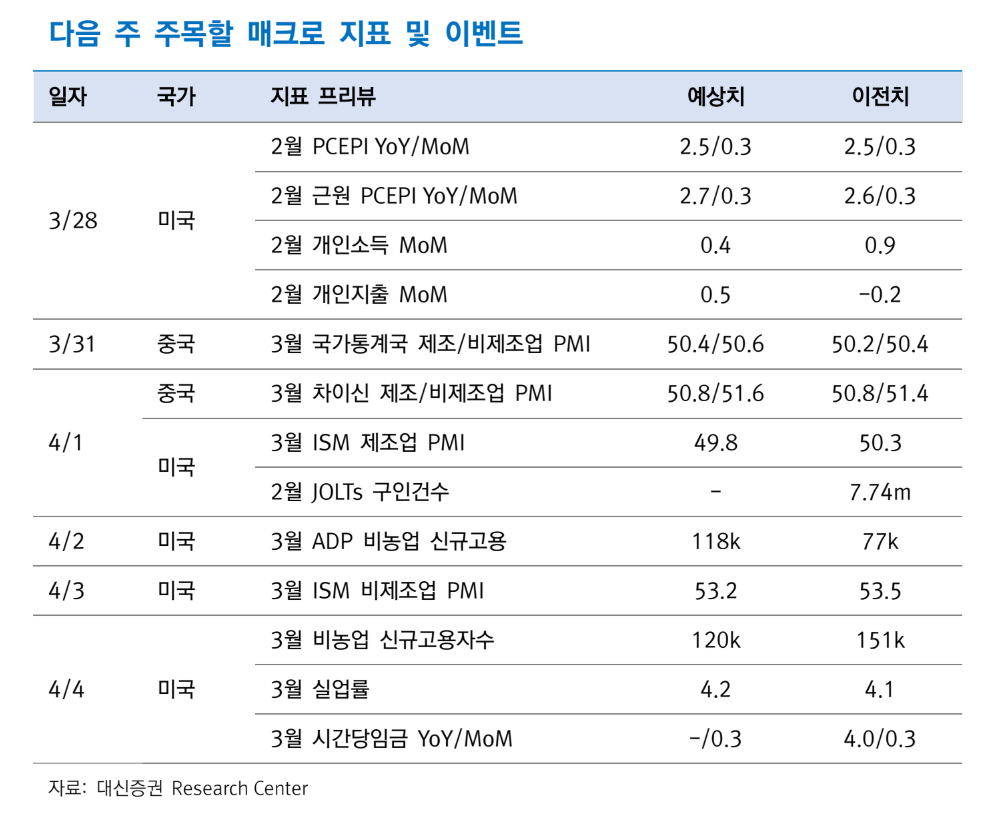 다음 주 주목할 매크로 지표 및 이벤트
일자 국가 지표 프리뷰 예상치 이전치
3/28 미국 2월 PCEPI YoY/MoM 2.5/0.3 2.5/0.3
2월 근원 PCEPI YoY/MoM 2.7/0.3 2.6/0.3
2월 개인소득 MoM 0.4 0.9
2월 개인지출 MoM 0.5 -0.2
3/31 중국 3월 국가통계국 제조/비제조업 PMI 50.4/50.6 50.2/50.4
4/1 중국 3월 차이신 제조/비제조업 PMI 50.8/51.6 50.8/51.4
미국 3월 ISM 제조업 PMI 49.8 50.3
2월 JOLTs 구인건수 - 7.74m
4/2 미국 3월 ADP 비농업 신규고용 118k 77k
4/3 미국 3월 ISM 비제조업 PMI 53.2 53.5
4/4 미국 3월 비농업 신규고용자수 120k 151k
3월 실업률 4.2 4.1
3월 시간당임금 YoY/MoM -/0.3 4.0/0.3
자료: 대신증권 Research Center